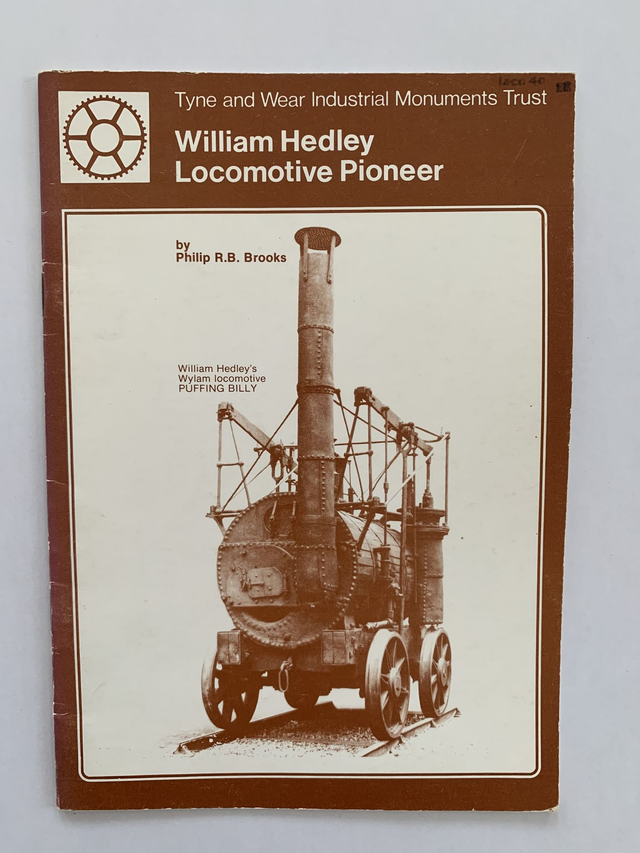 Tyne and Wear Industrial Monuments Trust
William Hedley
Locomotive Pioneer
by
Philip R.B. Brooks
William Hedley's
Wylam locomotive
PUFFING BILLY